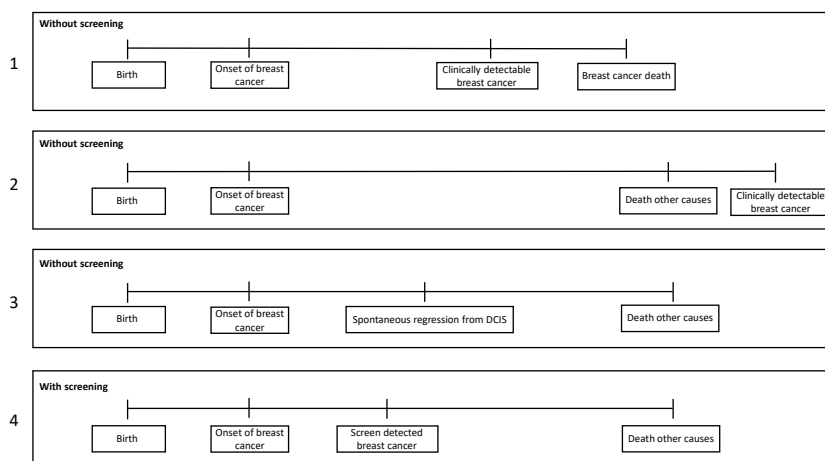 Without screening
1
Birth
Onset of breast
cancer
Clinically detectable
breast cancer
Breast cancer death
Without screening
2
Birth
Onset of breast
cancer
Death other causes
Clinically detectable
breast cancer
Without screening
3
Birth
Onset of breast
cancer
Spontaneous regression from DCIS
Death other causes
With screening
4
Birth
Onset of breast
cancer
Screen detected
breast cancer
Death other causes